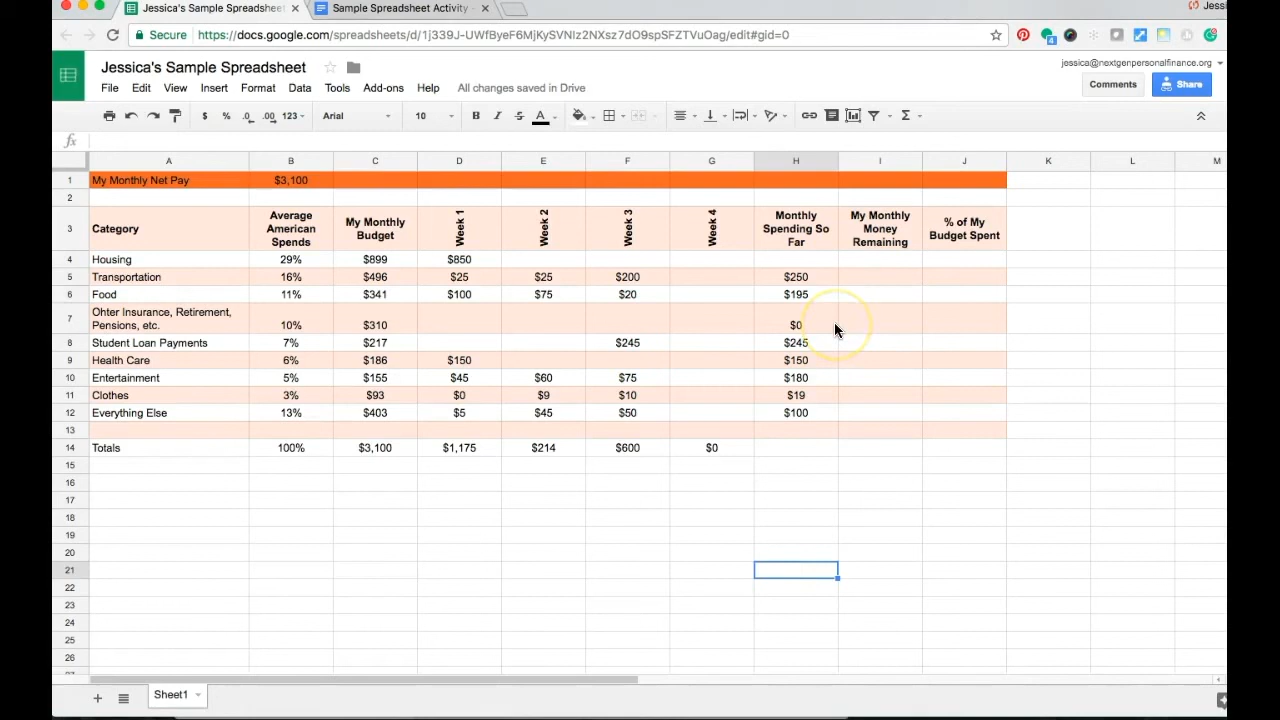 Jessica's Sample Spreadsheet × Sample Spreadsheet Activity - ×
Secure https://docs.google.com/spreadsheets/d/1j339J-UWfByeF6MjKySVNIz2NXsz7dO9spSFZTVuOag/edit#gid=0
Jessica's Sample Spreadsheet jessica@nextgenpersonalfinance.org
File Edit View Insert Format Data Tools Add-ons Help All changes saved in Drive Comments Share
$ % .0 .00 123 Arial 10 B I S A Σ
fx
A B C D E F G H I J K L M
1 My Monthly Net Pay $3,100
2
3 Category Average American Spends My Monthly Budget Week 1 Week 2 Week 3 Week 4 Monthly Spending So Far My Monthly Money Remaining % of My Budget Spent
4 Housing 29% $899 $850
5 Transportation 16% $496 $25 $25 $200 $250
6 Food 11% $341 $100 $75 $20 $195
7 Ohter Insurance, Retirement, Pensions, etc. 10% $310 $0
8 Student Loan Payments 7% $217 $245 $245
9 Health Care 6% $186 $150 $150
10 Entertainment 5% $155 $45 $60 $75 $180
11 Clothes 3% $93 $0 $9 $10 $19
12 Everything Else 13% $403 $5 $45 $50 $100
13
14 Totals 100% $3,100 $1,175 $214 $600 $0
15
16
17
18
19
20
21
22
23
24
25
26
Sheet1